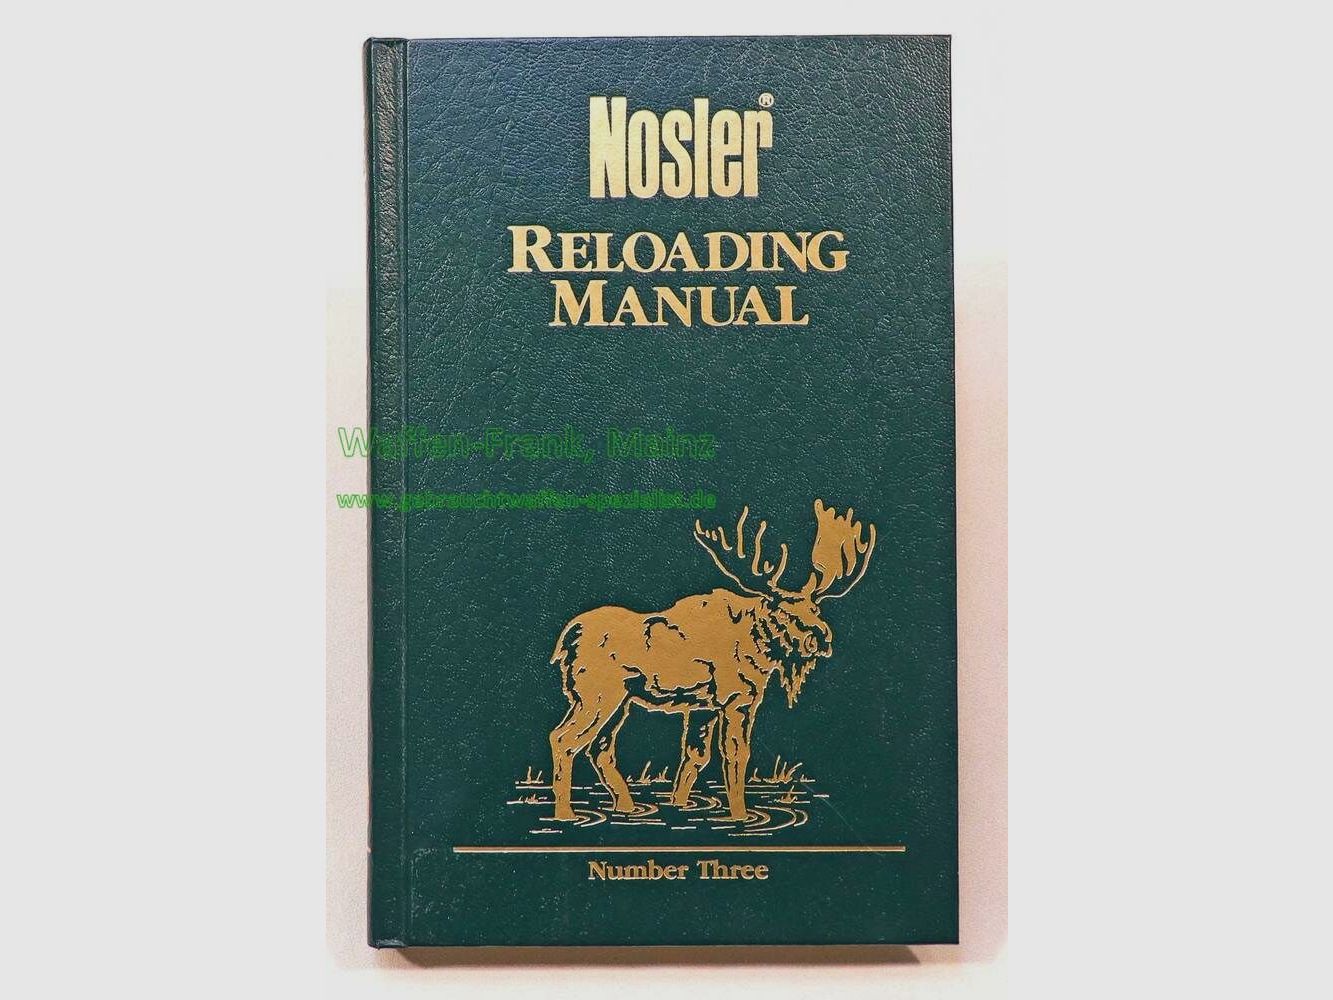 Nosler®
RELOADING
MANUAL
Waffen-Frank, Mainz
www.gebrauchtwaffen-spezialist.de
Number Three